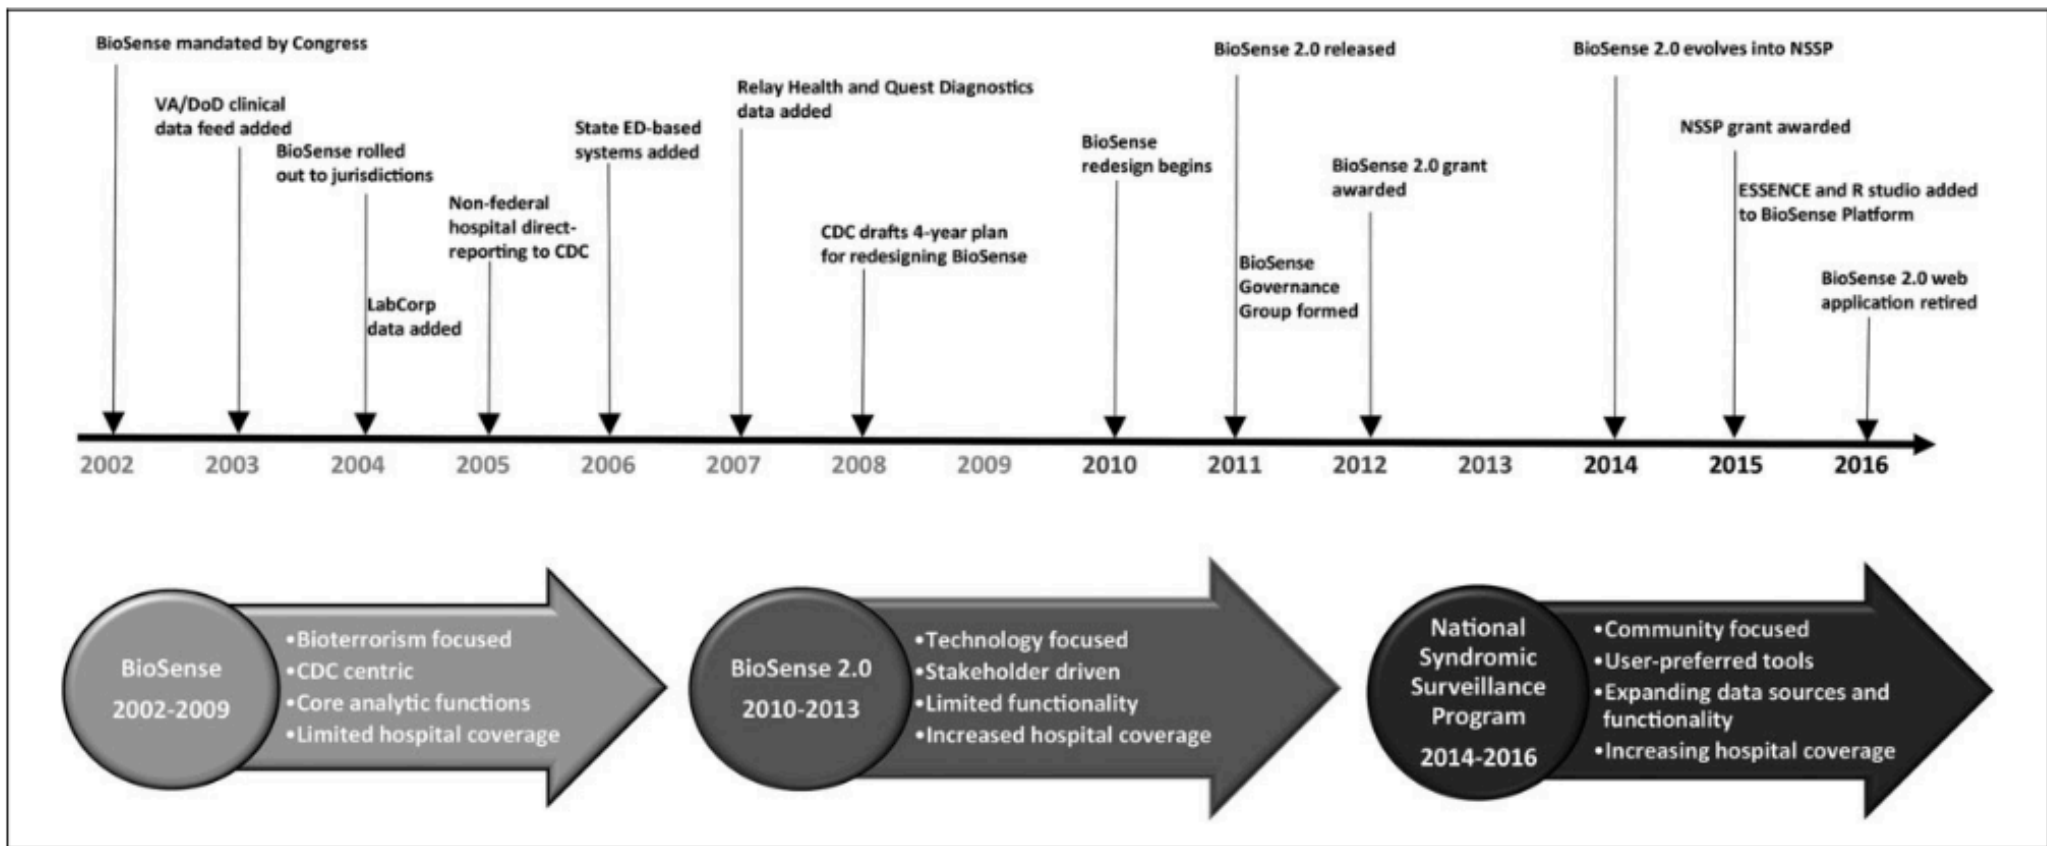 BioSense mandated by Congress
VA/DoD clinical
data feed added
BioSense rolled
out to jurisdictions
LabCorp
data added
Non-federal
hospital direct-
reporting to CDC
State ED-based
systems added
Relay Health and Quest Diagnostics
data added
CDC drafts 4-year plan
for redesigning BioSense
BioSense
redesign begins
BioSense 2.0 released
BioSense
Governance
Group formed
BioSense 2.0 grant
awarded
BioSense 2.0 evolves into NSSP
NSSP grant awarded
ESSENCE and R studio added
to BioSense Platform
BioSense 2.0 web
application retired
2002 2003 2004 2005 2006 2007 2008 2009 2010 2011 2012 2013 2014 2015 2016
BioSense
2002-2009
•Bioterrorism focused
•CDC centric
•Core analytic functions
•Limited hospital coverage
BioSense 2.0
2010-2013
•Technology focused
•Stakeholder driven
•Limited functionality
•Increased hospital coverage
National
Syndromic
Surveillance
Program
2014-2016
•Community focused
•User-preferred tools
•Expanding data sources and
functionality
•Increasing hospital coverage